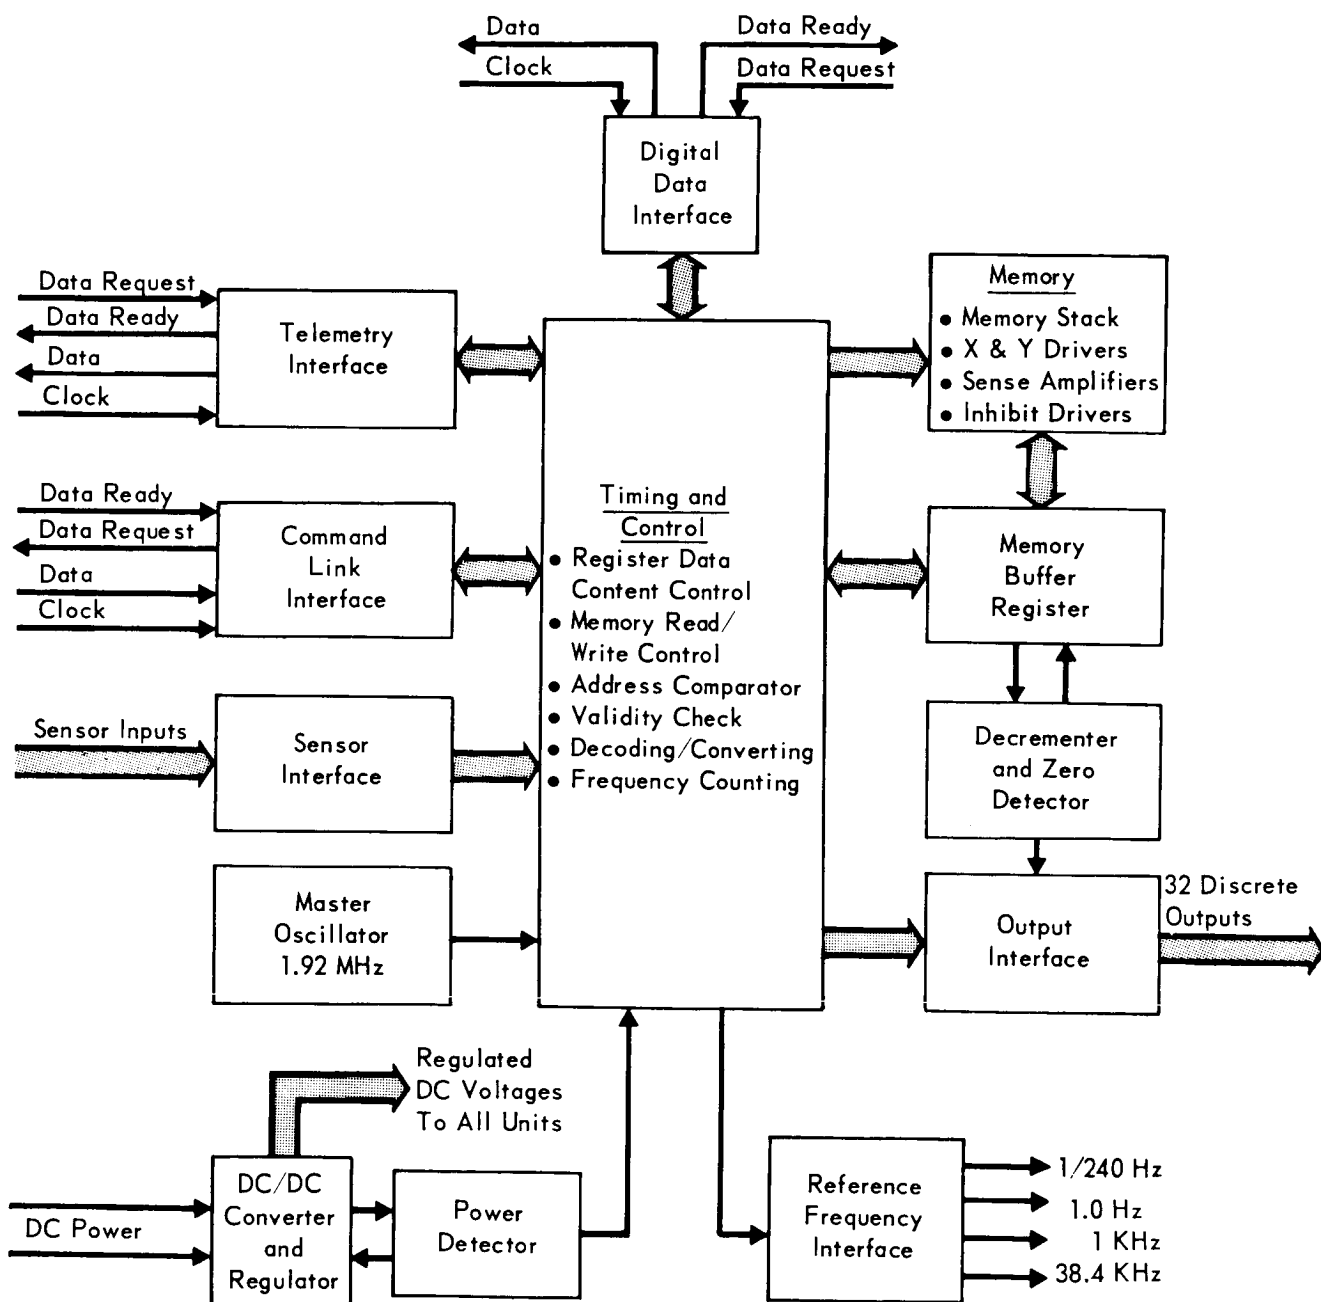 Data
Clock
Data Ready
Data Request
Digital
Data
Interface
Data Request
Data Ready
Data
Clock
Telemetry
Interface
Memory
• Memory Stack
• X & Y Drivers
• Sense Amplifiers
• Inhibit Drivers
Data Ready
Data Request
Data
Clock
Command
Link
Interface
Timing and
Control
• Register Data
Content Control
• Memory Read/
Write Control
• Address Comparator
• Validity Check
• Decoding/Converting
• Frequency Counting
Memory
Buffer
Register
Sensor Inputs
Sensor
Interface
Decrementer
and Zero
Detector
Master
Oscillator
1.92 MHz
Output
Interface
32 Discrete
Outputs
Regulated
DC Voltages
To All Units
DC Power
DC/DC
Converter
and
Regulator
Power
Detector
Reference
Frequency
Interface
1/240 Hz
1.0 Hz
1 KHz
38.4 KHz